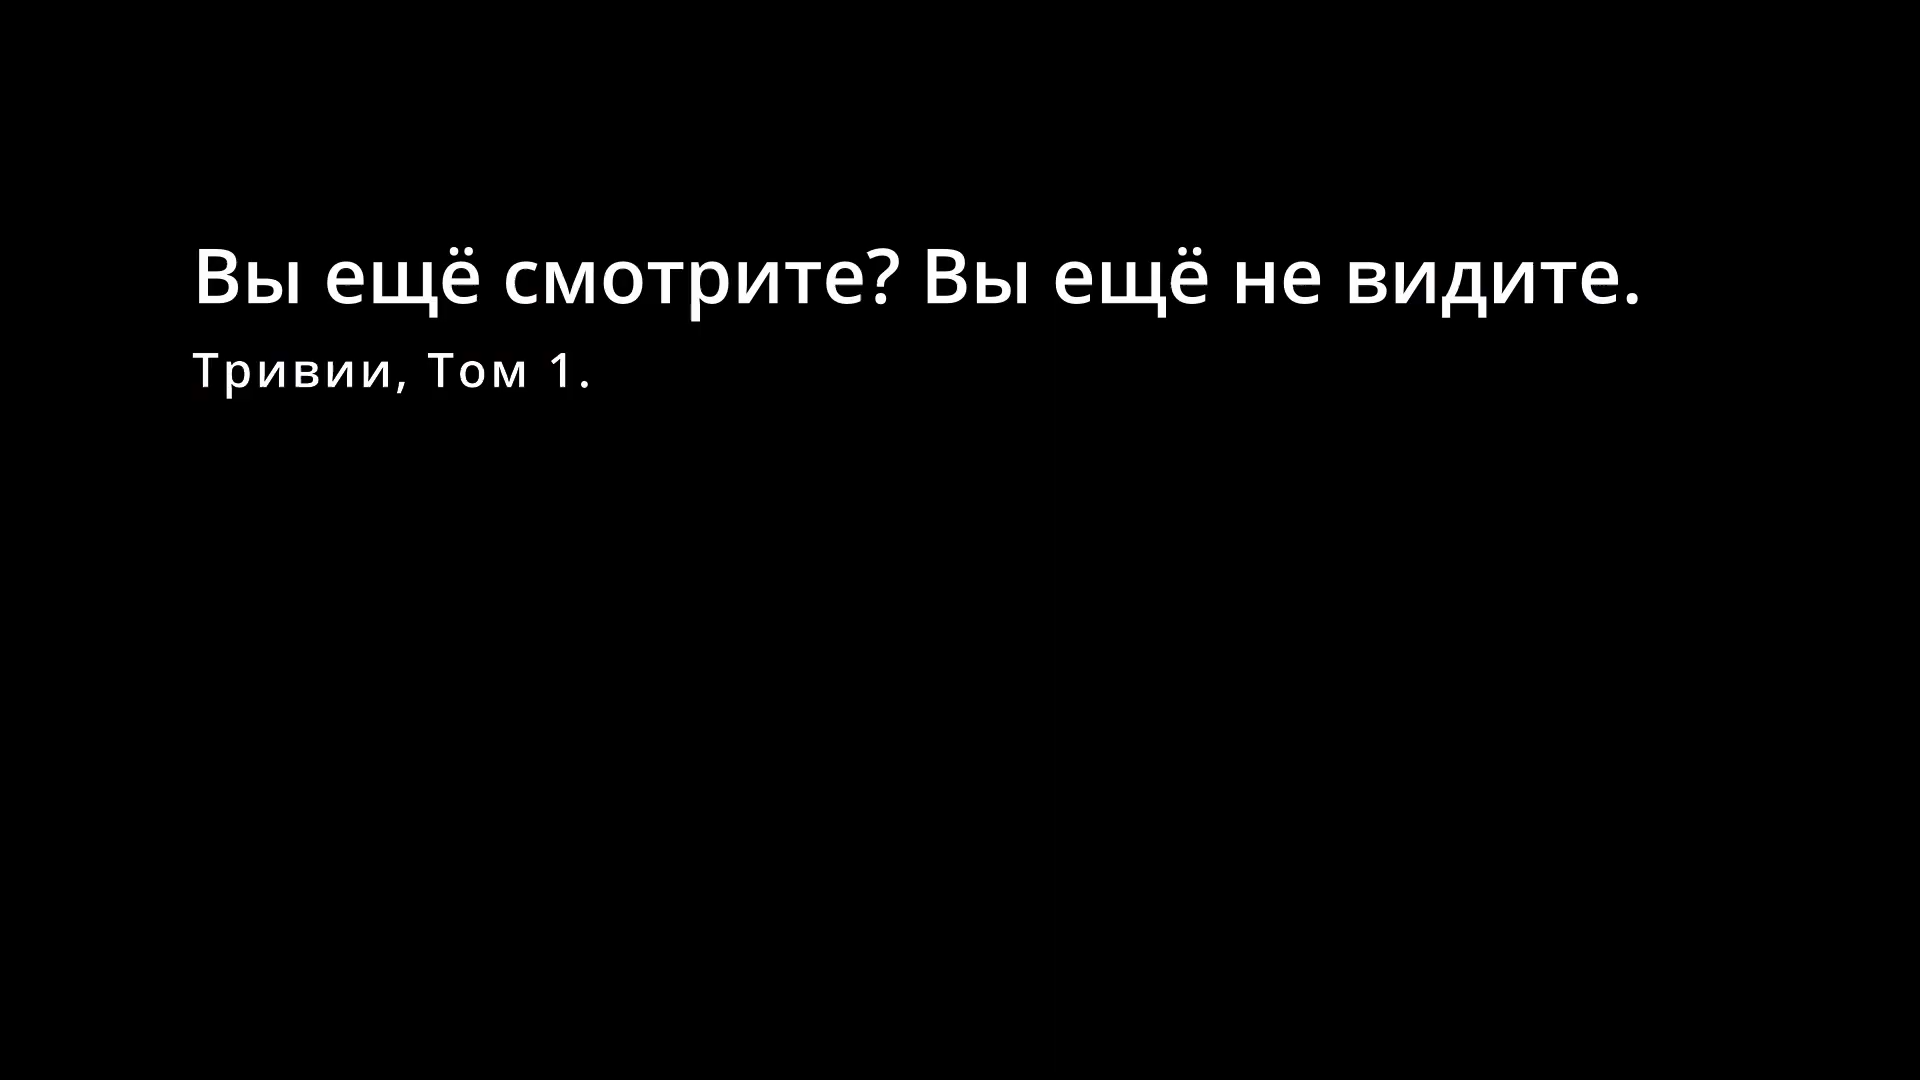 Вы ещё смотрите? Вы ещё не видите.
Тривии, Том 1.